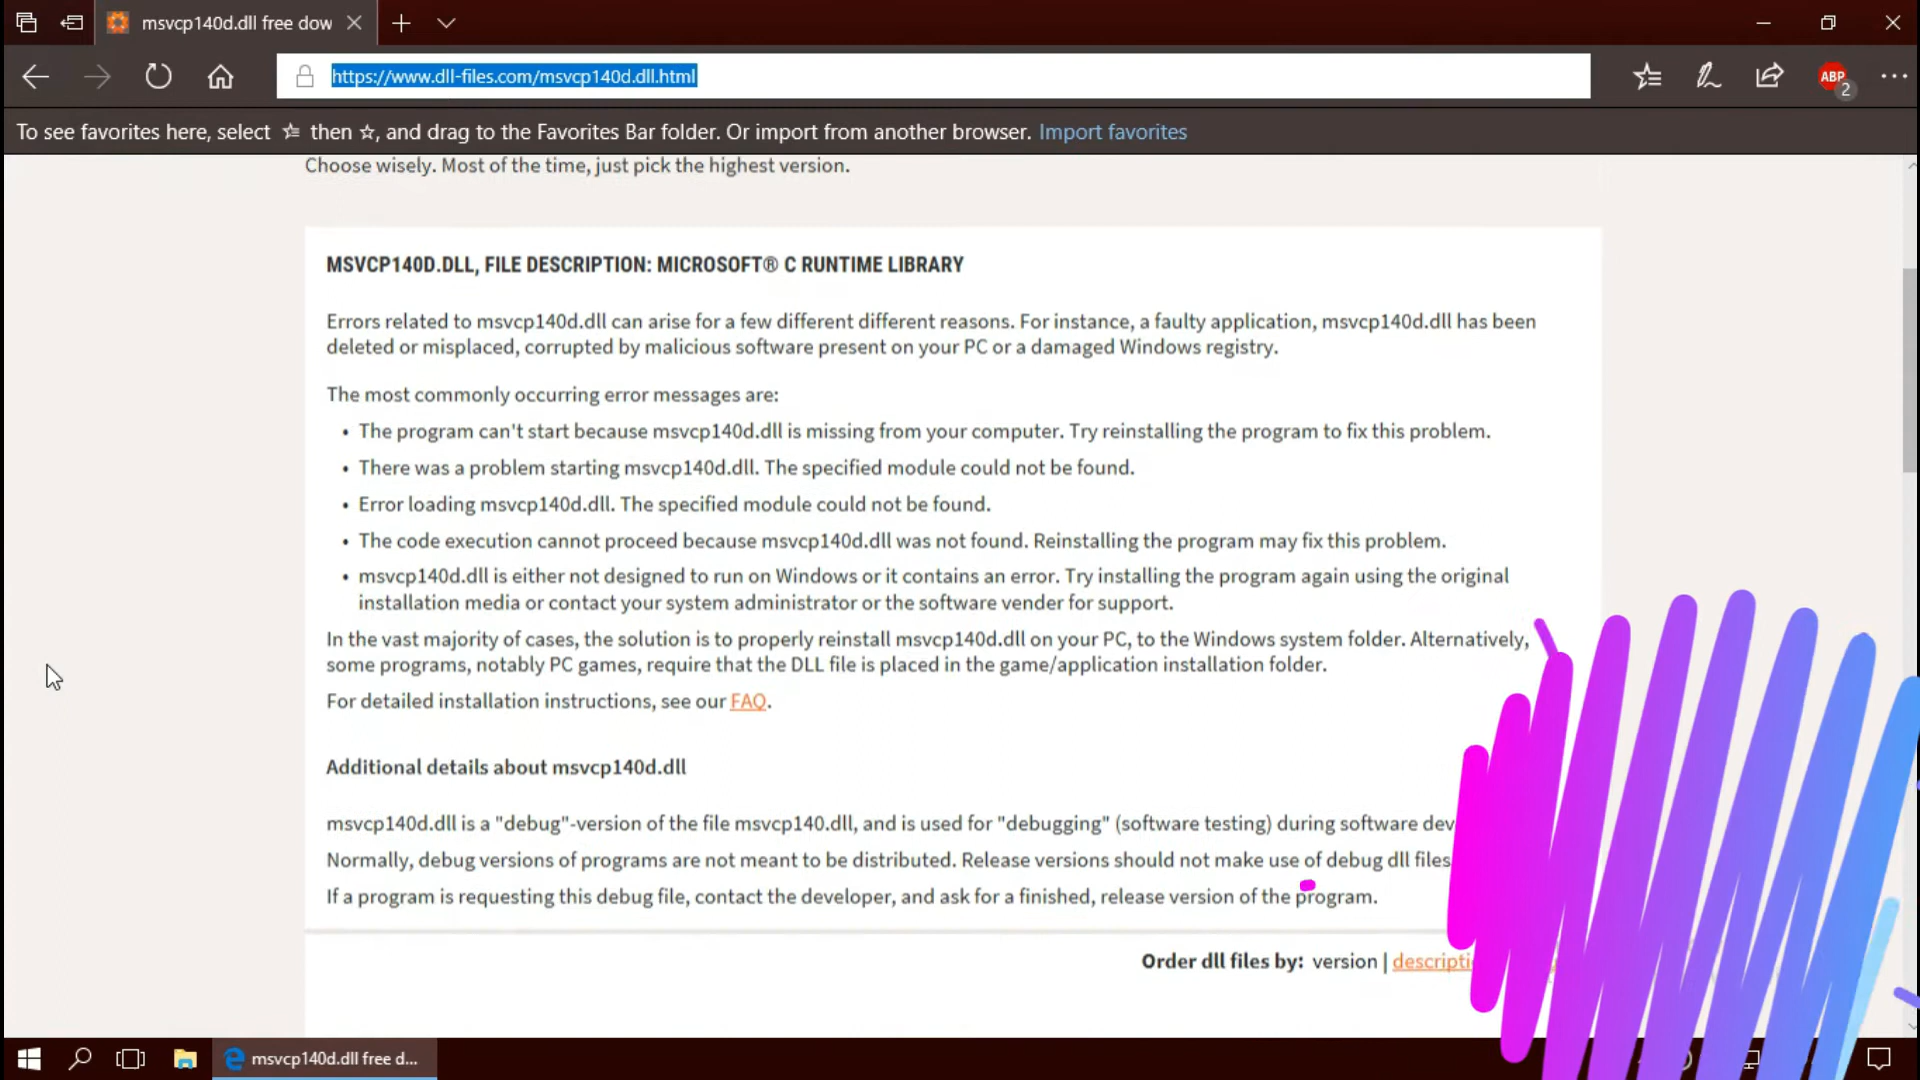 msvcp140d.dll free dow
https://www.dll-files.com/msvcp140d.dll.html
ABP
2
To see favorites here, select then , and drag to the Favorites Bar folder. Or import from another browser. Import favorites
Choose wisely. Most of the time, just pick the highest version.
MSVCP140D.DLL, FILE DESCRIPTION: MICROSOFT® C RUNTIME LIBRARY
Errors related to msvcp140d.dll can arise for a few different different reasons. For instance, a faulty application, msvcp140d.dll has been
deleted or misplaced, corrupted by malicious software present on your PC or a damaged Windows registry.
The most commonly occurring error messages are:
• The program can't start because msvcp140d.dll is missing from your computer. Try reinstalling the program to fix this problem.
• There was a problem starting msvcp140d.dll. The specified module could not be found.
• Error loading msvcp140d.dll. The specified module could not be found.
• The code execution cannot proceed because msvcp140d.dll was not found. Reinstalling the program may fix this problem.
• msvcp140d.dll is either not designed to run on Windows or it contains an error. Try installing the program again using the original
installation media or contact your system administrator or the software vender for support.
In the vast majority of cases, the solution is to properly reinstall msvcp140d.dll on your PC, to the Windows system folder. Alternatively,
some programs, notably PC games, require that the DLL file is placed in the game/application installation folder.
For detailed installation instructions, see our FAQ.
Additional details about msvcp140d.dll
msvcp140d.dll is a "debug"-version of the file msvcp140.dll, and is used for "debugging" (software testing) during software dev
Normally, debug versions of programs are not meant to be distributed. Release versions should not make use of debug dll files
If a program is requesting this debug file, contact the developer, and ask for a finished, release version of the program.
Order dll files by: version | descripti
msvcp140d.dll free d...